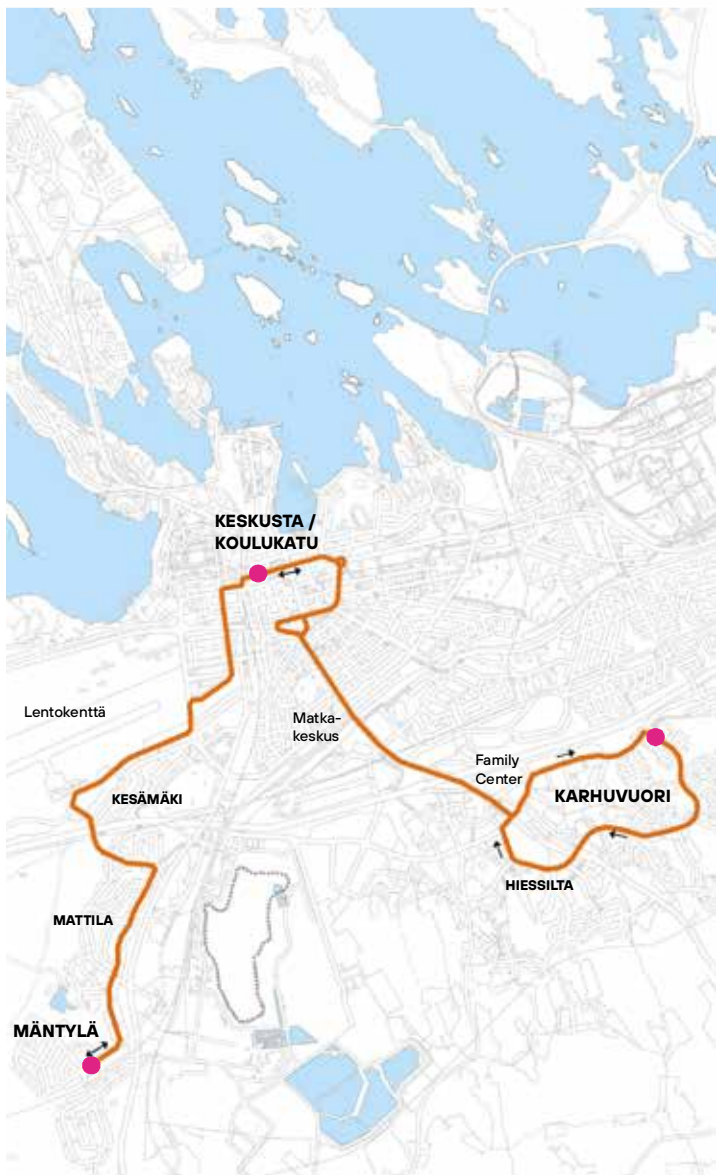 KESKUSTA /
KOULUKATU
Lentokenttä
Matka-
keskus
Family
Center
KESÄMÄKI
KARHUVUORI
HIESSILTA
MATTILA
MÄNTYLÄ